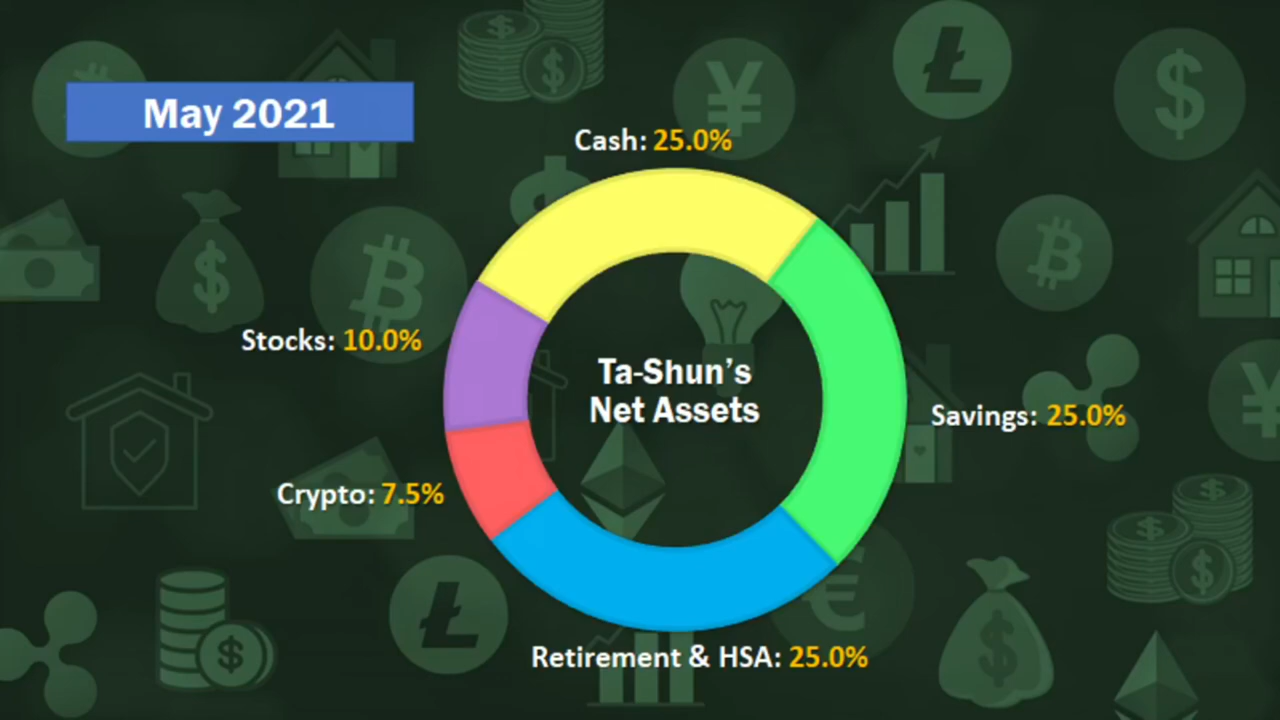 May 2021
Cash: 25.0%
Stocks: 10.0%
Ta-Shun’s
Net Assets
Savings: 25.0%
Crypto: 7.5%
Retirement & HSA: 25.0%